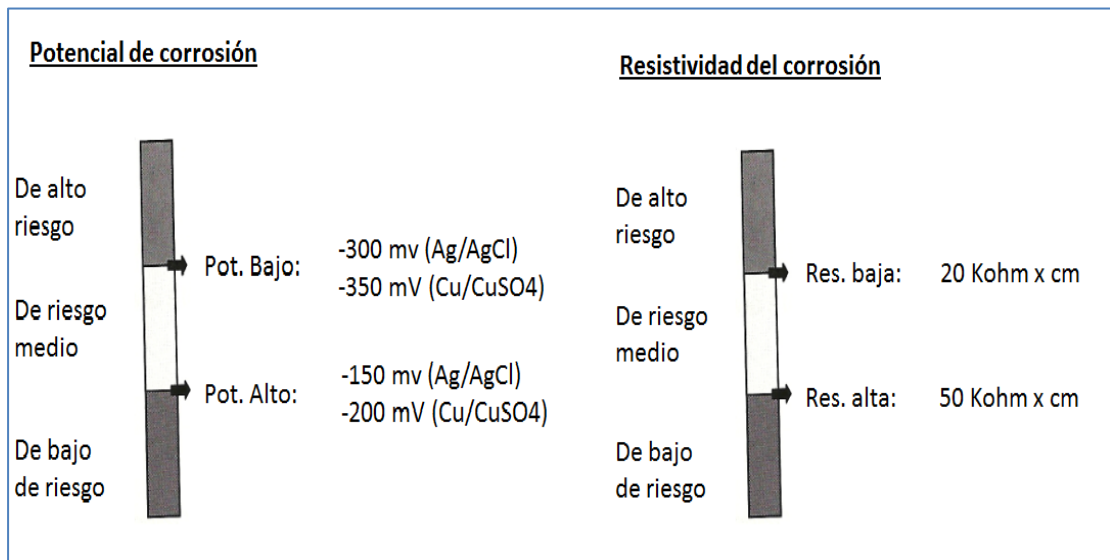 Potencial de corrosión
De alto
riesgo
Pot. Bajo:
-300 mv (Ag/AgCl)
-350 mV (Cu/CuSO4)
De riesgo
medio
Pot. Alto:
-150 mv (Ag/AgCl)
-200 mV (Cu/CuSO4)
De bajo
de riesgo
Resistividad del corrosión
De alto
riesgo
Res. baja: 20 Kohm x cm
De riesgo
medio
Res. alta: 50 Kohm x cm
De bajo
de riesgo